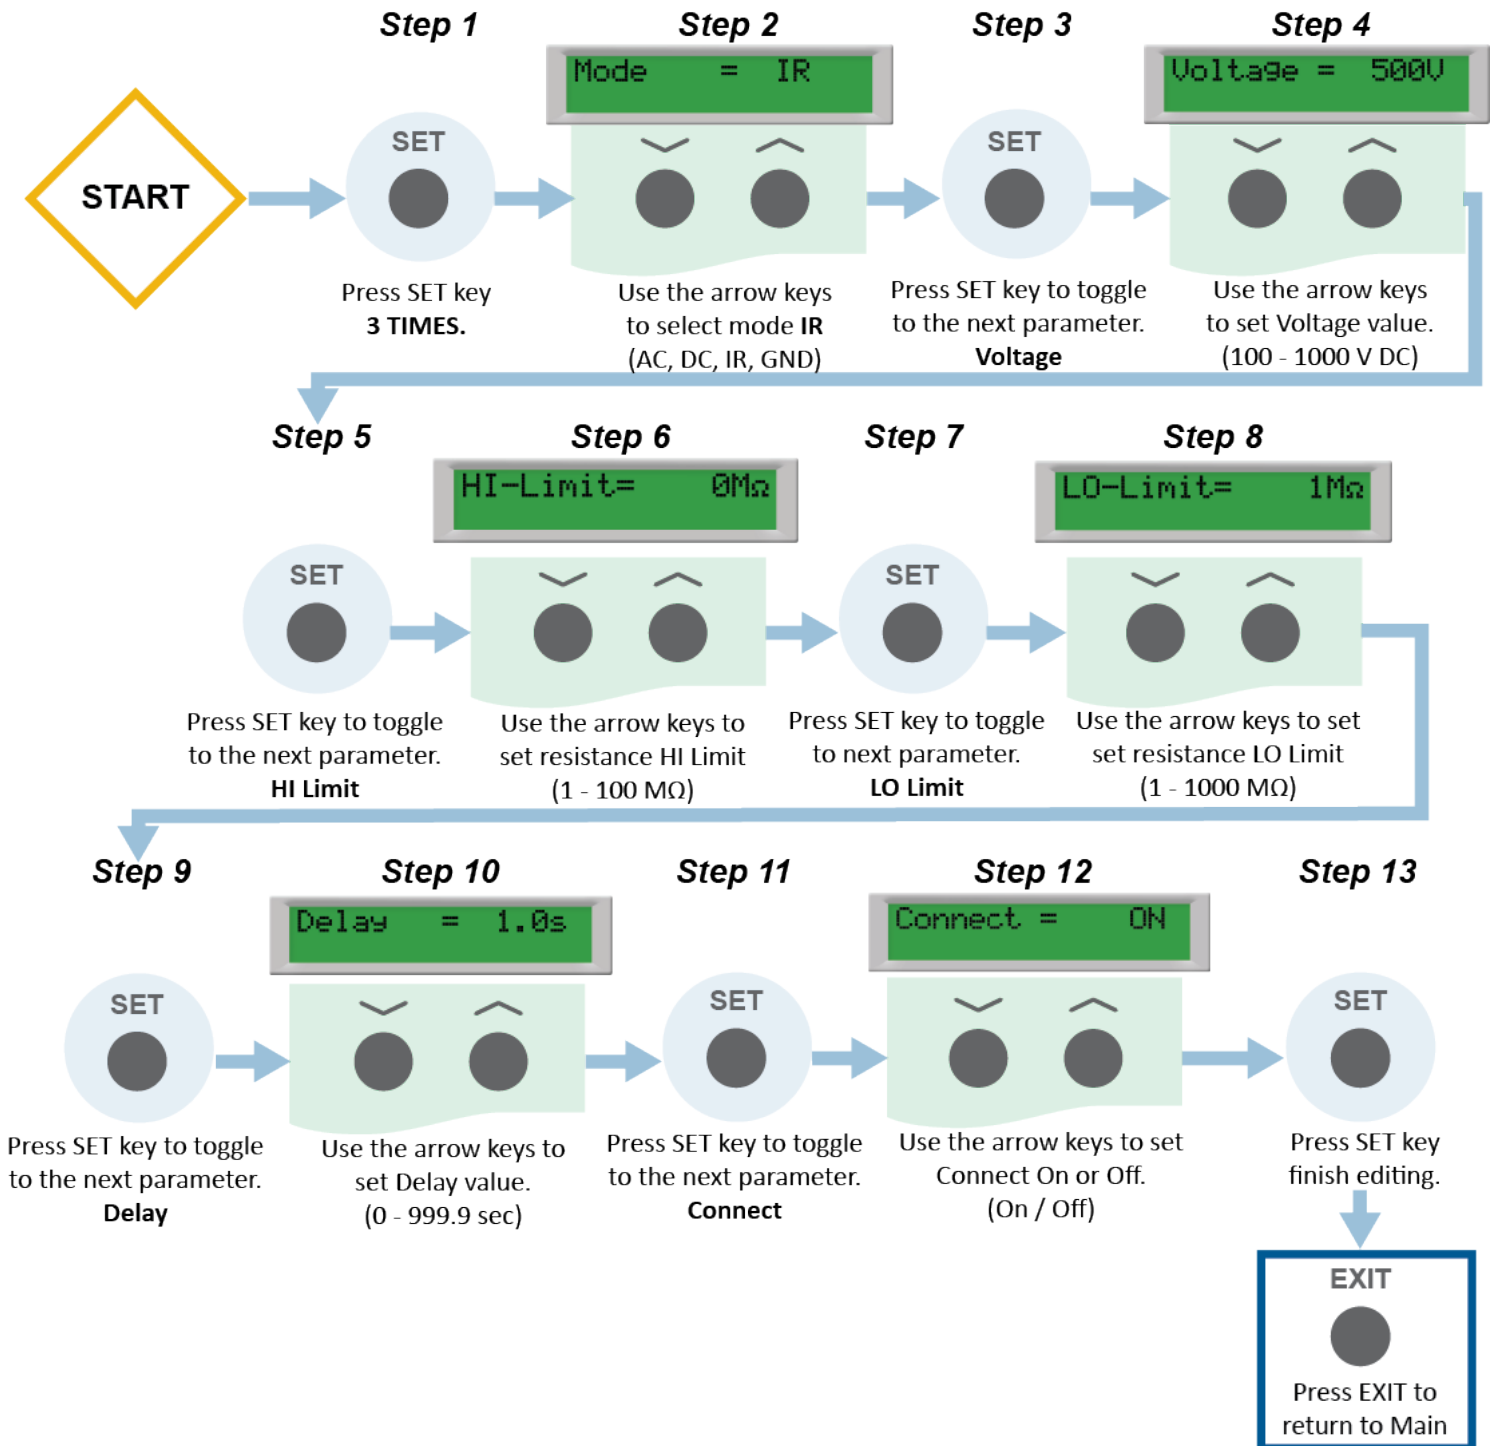 Step 1
Step 2
Step 3
Step 4
Mode = IR
Voltage = 500V
START
SET
SET
Press SET key
3 TIMES.
Use the arrow keys
to select mode IR
(AC, DC, IR, GND)
Press SET key to toggle
to the next parameter.
Voltage
Use the arrow keys
to set Voltage value.
(100 - 1000 V DC)
Step 5
Step 6
Step 7
Step 8
HI-Limit= 0MΩ
LO-Limit= 1MΩ
SET
SET
Press SET key to toggle
to the next parameter.
HI Limit
Use the arrow keys to
set resistance HI Limit
(1 - 100 MΩ)
Press SET key to toggle
to next parameter.
LO Limit
Use the arrow keys to set
set resistance LO Limit
(1 - 1000 MΩ)
Step 9
Step 10
Step 11
Step 12
Step 13
Delay = 1.0s
Connect = ON
SET
SET
SET
Press SET key to toggle
to the next parameter.
Delay
Use the arrow keys to
set Delay value.
(0 - 999.9 sec)
Press SET key to toggle
to the next parameter.
Connect
Use the arrow keys to set
Connect On or Off.
(On / Off)
Press SET key
finish editing.
EXIT
Press EXIT to
return to Main